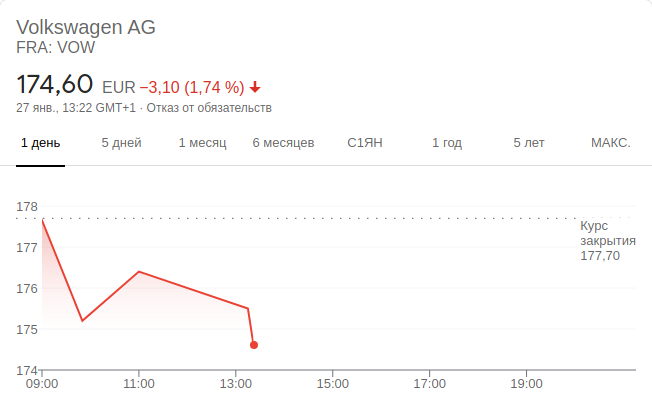 Volkswagen AG
FRA: VOW
174,60 EUR −3,10 (1,74 %)
27 янв., 13:22 GMT+1 · Отказ от обязательств
1 день 5 дней 1 месяц 6 месяцев С1ЯН 1 год 5 лет МАКС.
178
Курс
закрытия
177,70
177
176
175
174
09:00 11:00 13:00 15:00 17:00 19:00